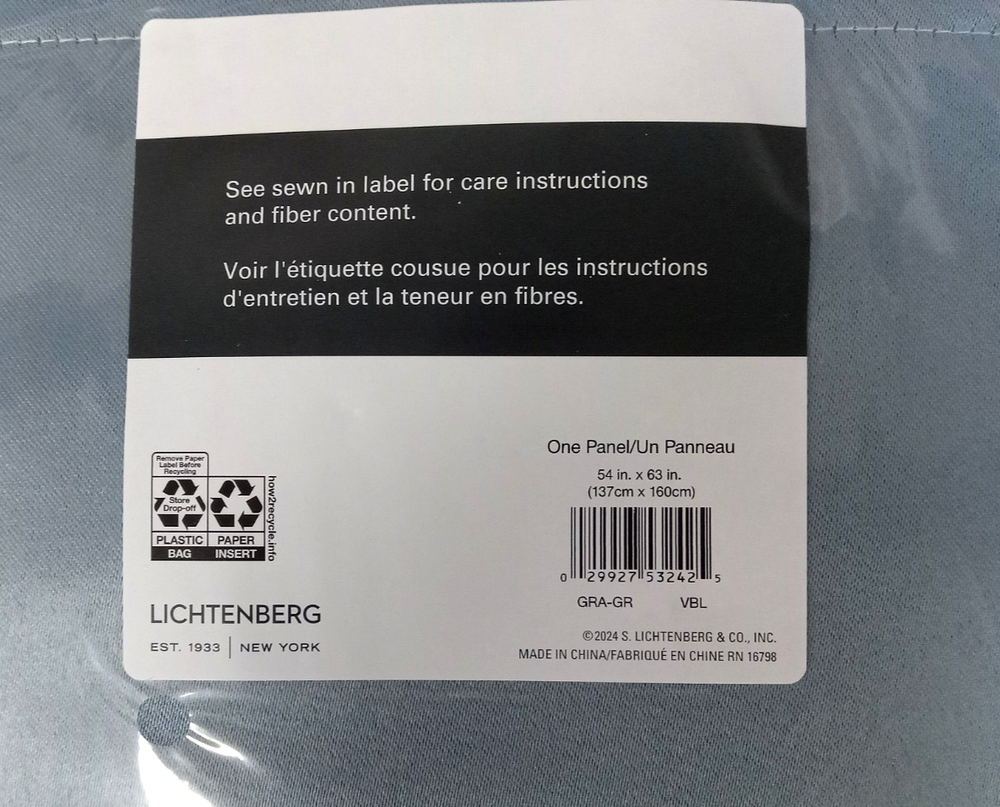 See sewn in label for care instructions
and fiber content.
Voir l'étiquette cousue pour les instructions
d'entretien et la teneur en fibres.
Remove Paper
Label Before
Recycling
Store
Drop-off
PLASTIC
BAG
PAPER
INSERT
how2recycle.info
LICHTENBERG
EST. 1933 | NEW YORK
One Panel/Un Panneau
54 in. x 63 in.
(137cm x 160cm)
0 29927 53242 5
GRA-GR VBL
©2024 S. LICHTENBERG & CO., INC.
MADE IN CHINA/FABRIQUÉ EN CHINE RN 16798